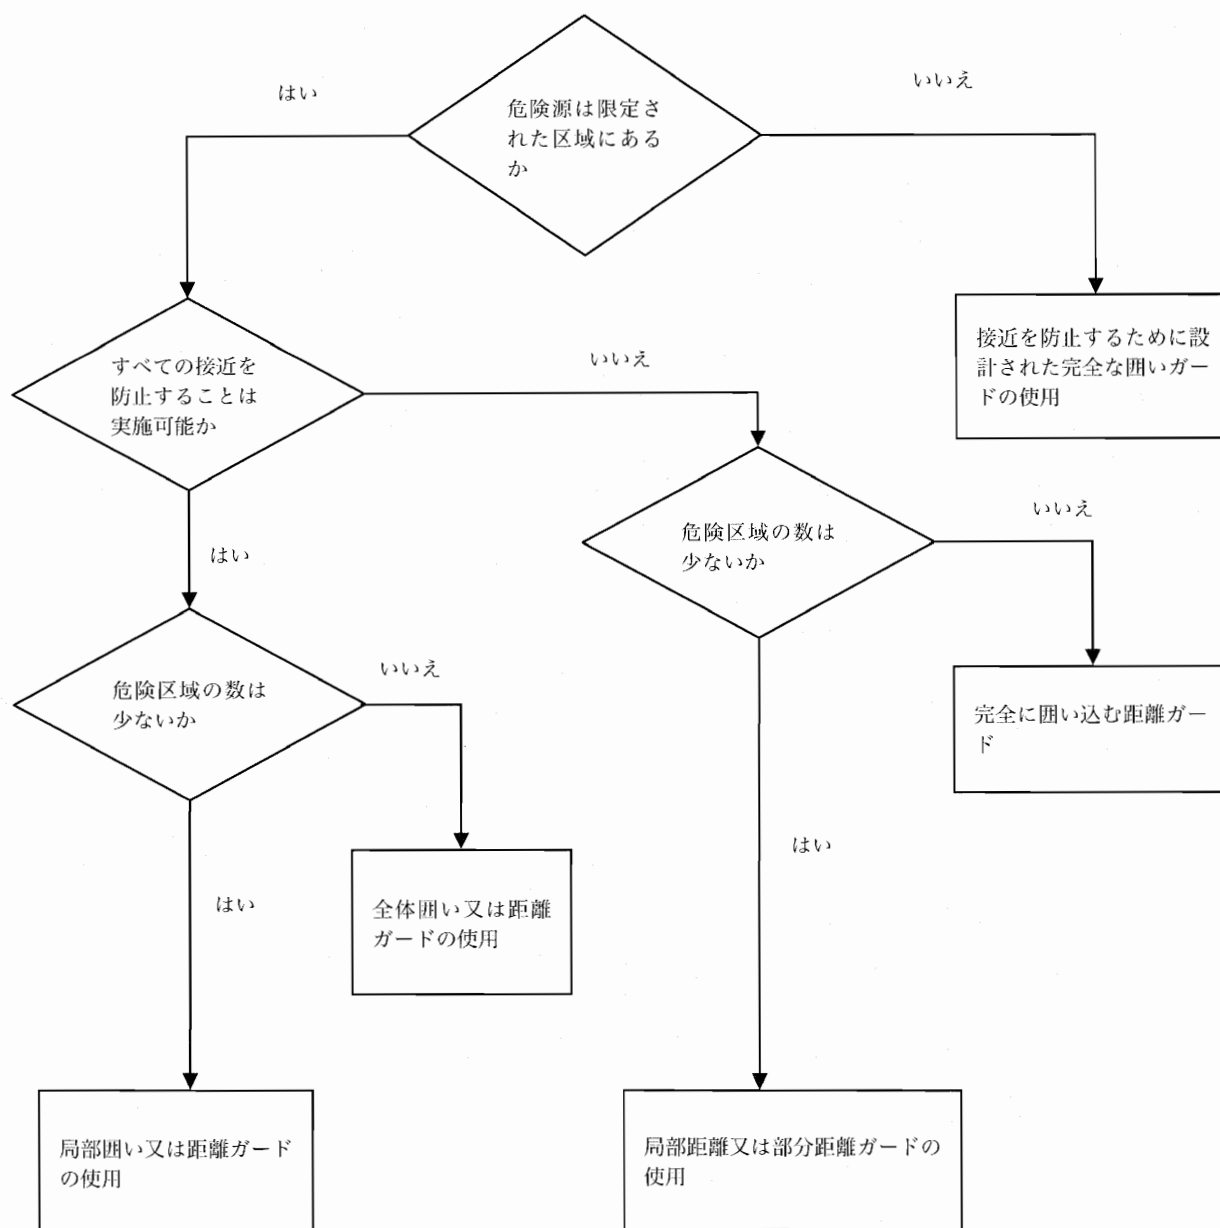 はい
いいえ
危険源は限定さ
れた区域にある
か
すべての接近を
防止することは
実施可能か
いいえ
接近を防止するために設
計された完全な囲いガー
ドの使用
はい
危険区域の数は
少ないか
いいえ
危険区域の数は
少ないか
いいえ
完全に囲い込む距離ガー
ド
はい
全体囲い又は距離
ガードの使用
はい
局部囲い又は距離ガード
の使用
局部距離又は部分距離ガードの
使用